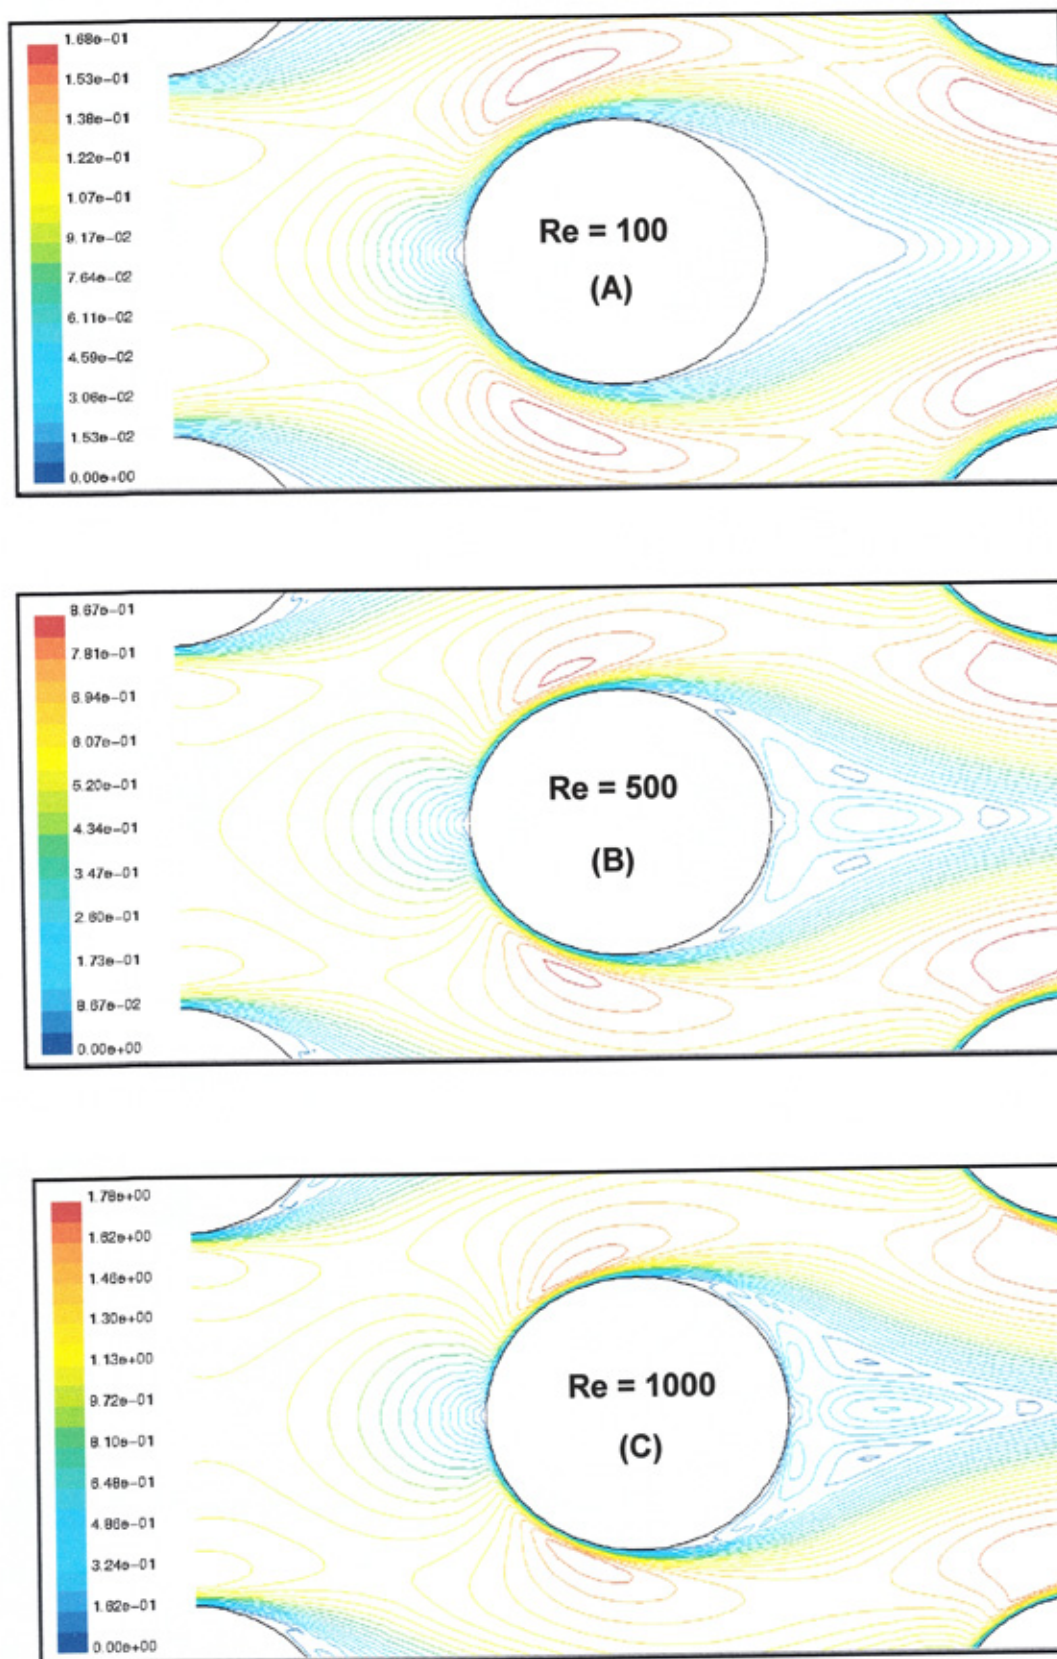 1.68e-01
1.53e-01
1.38e-01
1.22e-01
1.07e-01
9.17e-02
7.64e-02
6.11e-02
4.59e-02
3.06e-02
1.53e-02
0.00e+00
Re = 100
(A)
8.67e-01
7.81e-01
6.94e-01
6.07e-01
5.20e-01
4.34e-01
3.47e-01
2.60e-01
1.73e-01
8.67e-02
0.00e+00
Re = 500
(B)
1.78e+00
1.62e+00
1.46e+00
1.30e+00
1.13e+00
9.72e-01
8.10e-01
6.48e-01
4.86e-01
3.24e-01
1.62e-01
0.00e+00
Re = 1000
(C)